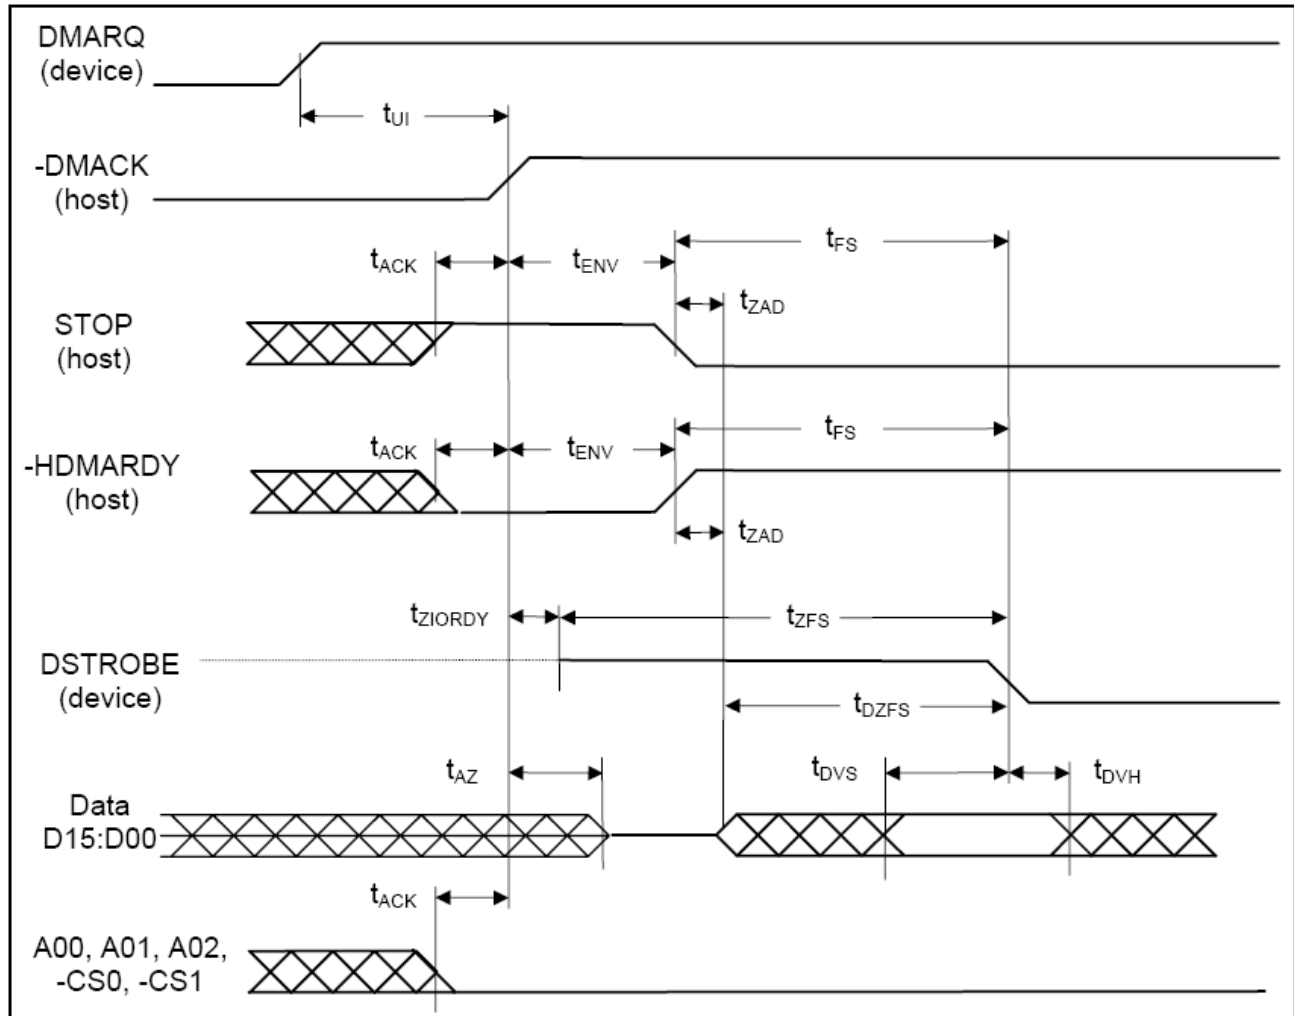 DMARQ
(device)
tUI
-DMACK
(host)
tFS
tACK
tENV
tZAD
STOP
(host)
tFS
tACK
tENV
-HDMARDY
(host)
tZAD
tZIORDY
tZFS
DSTROBE
(device)
tDZFS
tAZ
tDVS
tDVH
Data
D15:D00
tACK
A00, A01, A02,
-CS0, -CS1